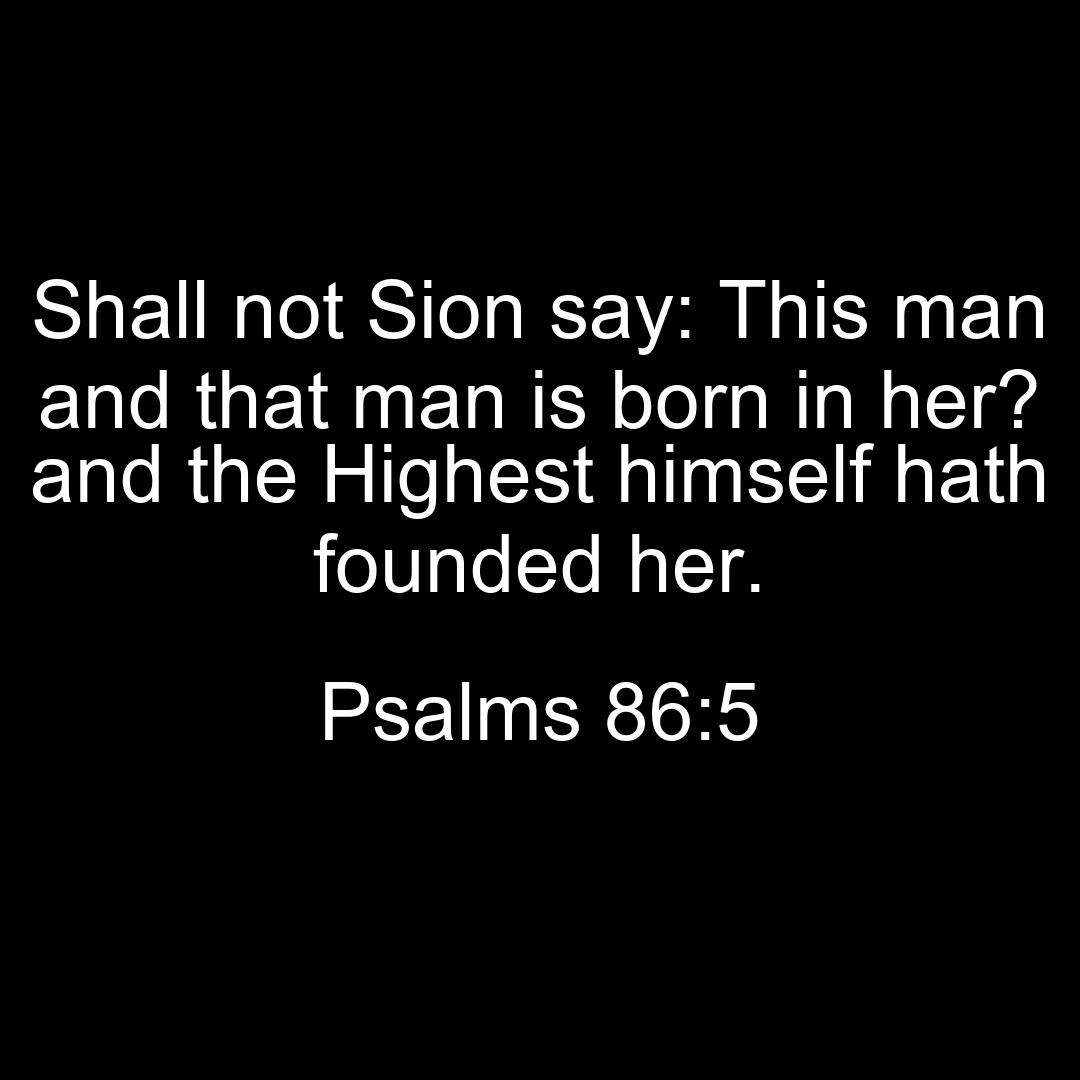 Shall not Sion say: This man
and that man is born in her?
and the Highest himself hath
founded her.
Psalms 86:5